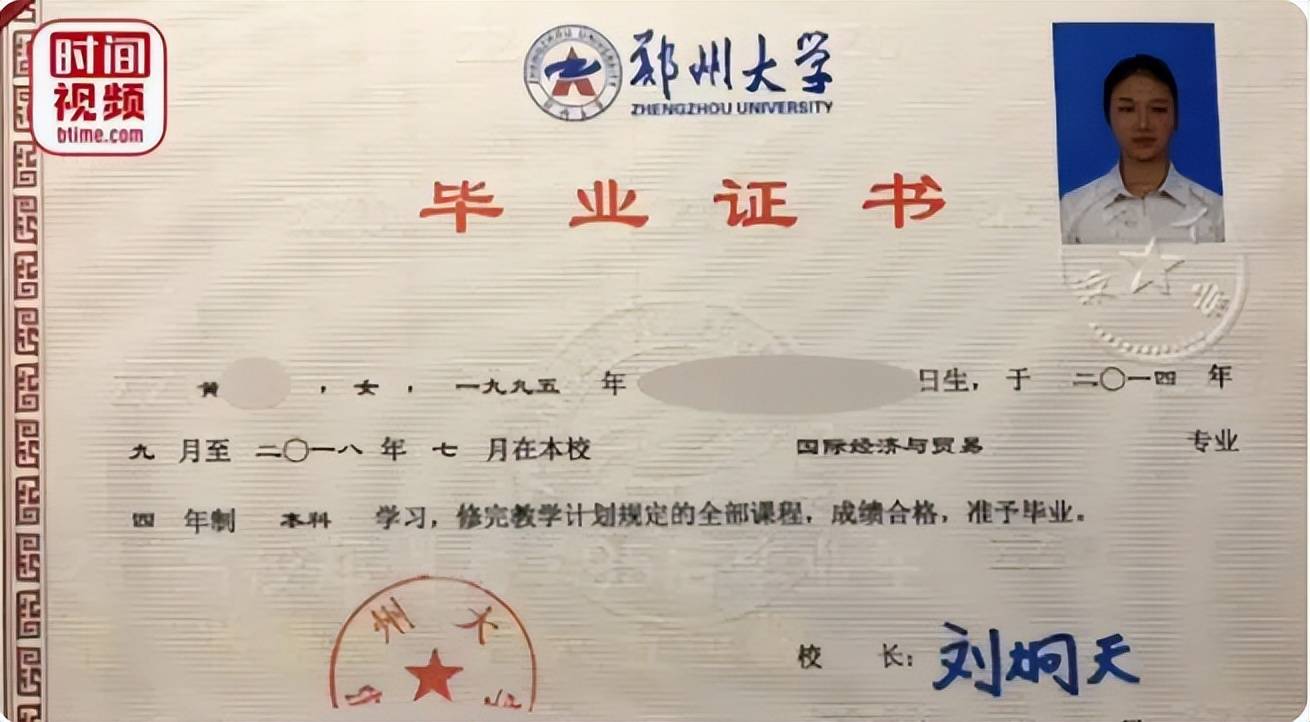 时间
视频
btime.com
郑州大学
ZHENGZHOU UNIVERSITY
毕业证书
黄 ，女，一九九五 年 日生，于 二〇一四 年
九 月至 二〇一八 年 七 月在本校 国际经济与贸易 专业
四 年制 本科 学习，修完教学计划规定的全部课程，成绩合格，准予毕业。
州 大
校 长：刘炯天